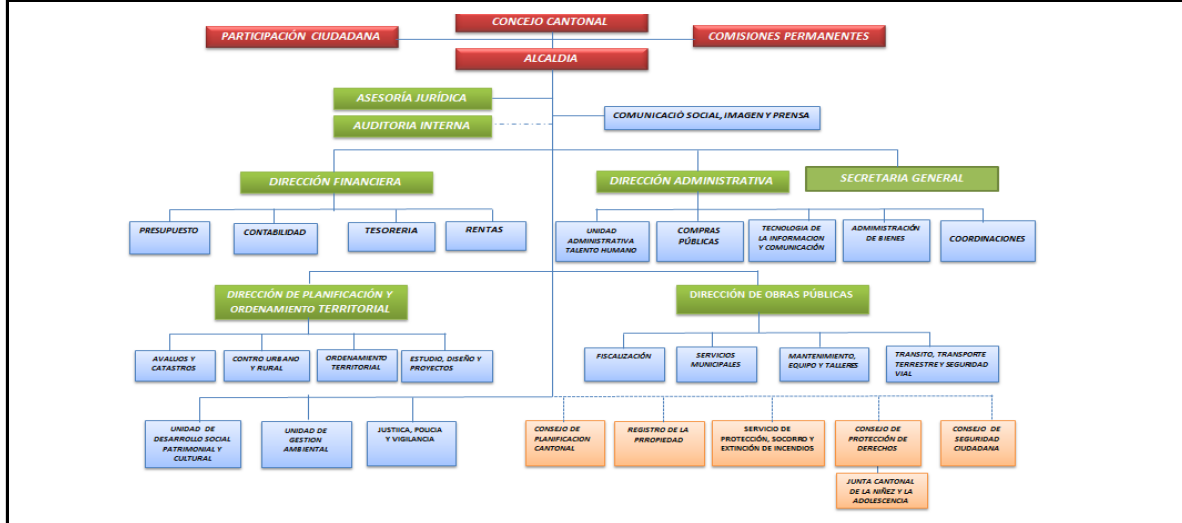 CONCEJO CANTONAL
PARTICIPACIÓN CIUDADANA
COMISIONES PERMANENTES
ALCALDIA
ASESORÍA JURÍDICA
COMUNICACIÓ SOCIAL, IMAGEN Y PRENSA
AUDITORIA INTERNA
DIRECCIÓN FINANCIERA
DIRECCIÓN ADMINISTRATIVA
SECRETARIA GENERAL
PRESUPUESTO
CONTABILIDAD
TESORERIA
RENTAS
UNIDAD
ADMINISTRATIVA
TALENTO HUMANO
COMPRAS
PÚBLICAS
TECNOLOGIA DE
LA INFORMACION
Y COMUNICACIÓN
ADMIMISTRACIÓN
DE BIENES
COORDINACIONES
DIRECCIÓN DE PLANIFICACIÓN Y
ORDENAMIENTO TERRITORIAL
DIRECCIÓN DE OBRAS PÚBLICAS
AVALUOS Y
CATASTROS
CONTRO URBANO
Y RURAL
ORDENAMIENTO
TERRITORIAL
ESTUDIO, DISEÑO Y
PROYECTOS
FISCALIZACIÓN
SERVICIOS
MUNICIPALES
MANTENIMIENTO,
EQUIPO Y TALLERES
TRANSITO, TRANSPORTE
TERRESTRE Y SEGURIDAD
VIAL
UNIDAD DE
DESARROLLO SOCIAL
PATRIMONIAL Y
CULTURAL
UNIDAD DE
GESTION
AMBIENTAL
JUSTIICA, POLICIA
Y VIGILANCIA
CONSEJO DE
PLANIFICACION
CANTONAL
REGISTRO DE LA
PRROPIEDAD
SERVICIO DE
PROTECCIÓN, SOCORRO Y
EXTINCIÓN DE INCENDIOS
CONSEJO DE
PROTECCIÓN DE
DERECHOS
CONSEJO DE
SEGURIDAD
CIUDADANA
JUNTA CANTONAL
DE LA NIÑEZ Y LA
ADOLESCENCIA